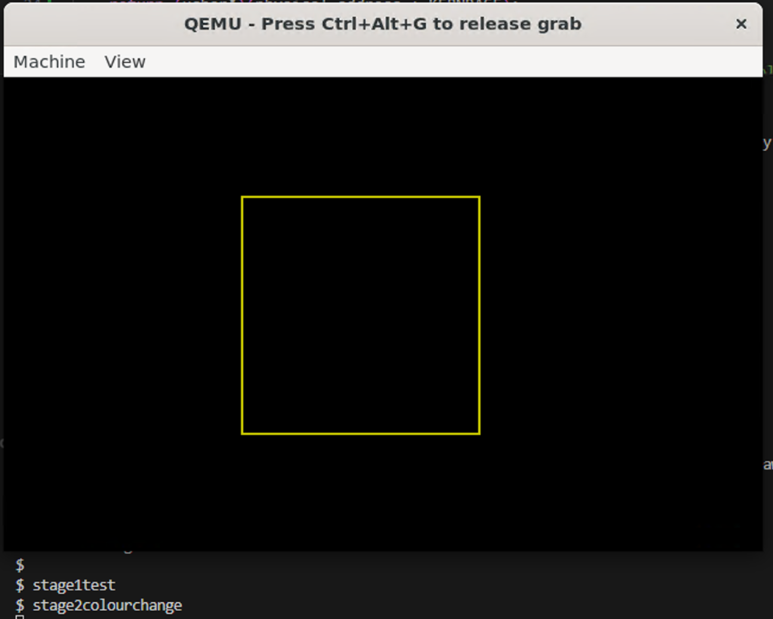 QEMU - Press Ctrl+Alt+G to release grab
×
Machine View
y
$
$ stage1test
$ stage2colourchange